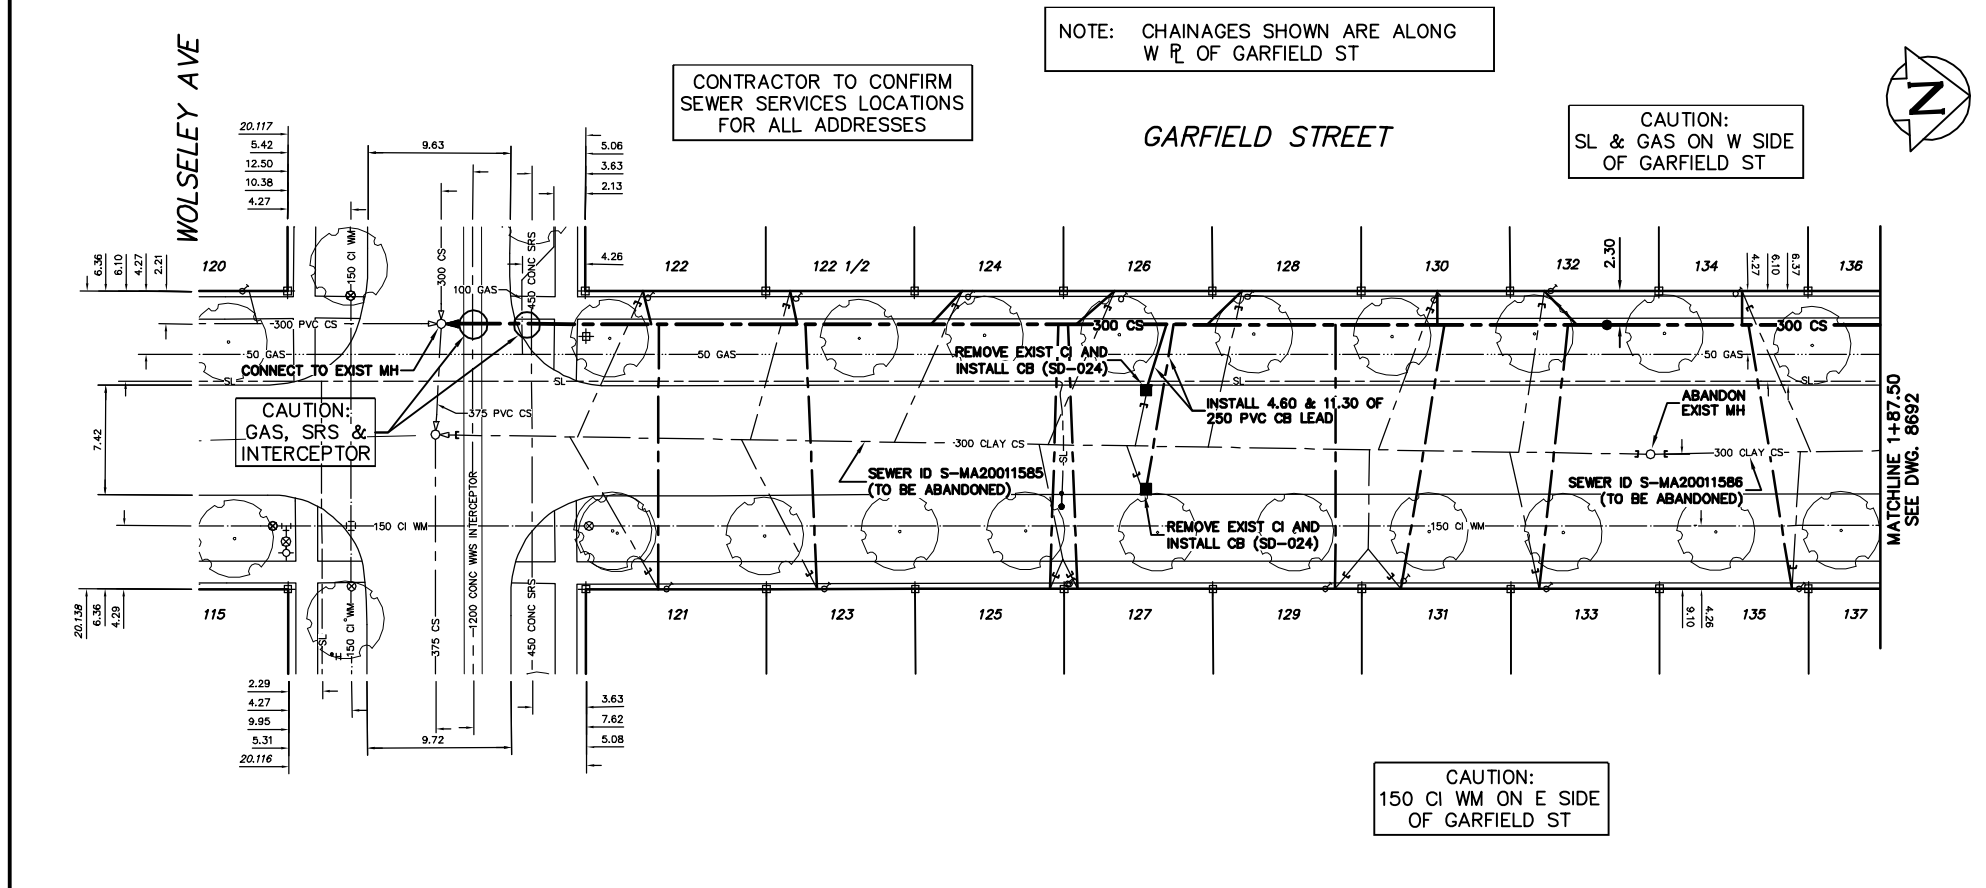 NOTE: CHAINAGES SHOWN ARE ALONG
W ⅊ OF GARFIELD ST
CONTRACTOR TO CONFIRM
SEWER SERVICES LOCATIONS
FOR ALL ADDRESSES
GARFIELD STREET
CAUTION:
SL & GAS ON W SIDE
OF GARFIELD ST
N
WOLSELEY AVE
20.117
5.42
12.50
10.38
4.27
9.63
5.06
3.63
2.13
4.26
6.36
6.10
4.27
2.21
120
122
122 1/2
124
126
128
130
132
2.30
134
4.27
6.10
6.37
136
150 CI WM
300 CS
100 GAS
450 CONC SRS
300 PVC CS
300 CS
300 CS
50 GAS
50 GAS
50 GAS
CONNECT TO EXIST MH
SL
SL
SL
SL
REMOVE EXIST CI AND
INSTALL CB (SD-024)
CAUTION:
GAS, SRS &
INTERCEPTOR
375 PVC CS
INSTALL 4.60 & 11.30 OF
250 PVC CB LEAD
ABANDON
EXIST MH
MATCHLINE 1+87.50
SEE DWG. 8692
7.42
300 CLAY CS
300 CLAY CS
SL
SEWER ID S-MA20011585
(TO BE ABANDONED)
SEWER ID S-MA20011586
(TO BE ABANDONED)
150 CI WM
150 CI WM
REMOVE EXIST CI AND
INSTALL CB (SD-024)
1200 CONC WWS INTERCEPTOR
450 CONC SRS
375 CS
150 CI WM
SL
H
H
20.138
6.36
4.29
115
121
123
125
127
129
131
133
9.10
4.26
135
137
2.29
4.27
9.95
5.31
20.116
9.72
3.63
7.62
5.08
CAUTION:
150 CI WM ON E SIDE
OF GARFIELD ST